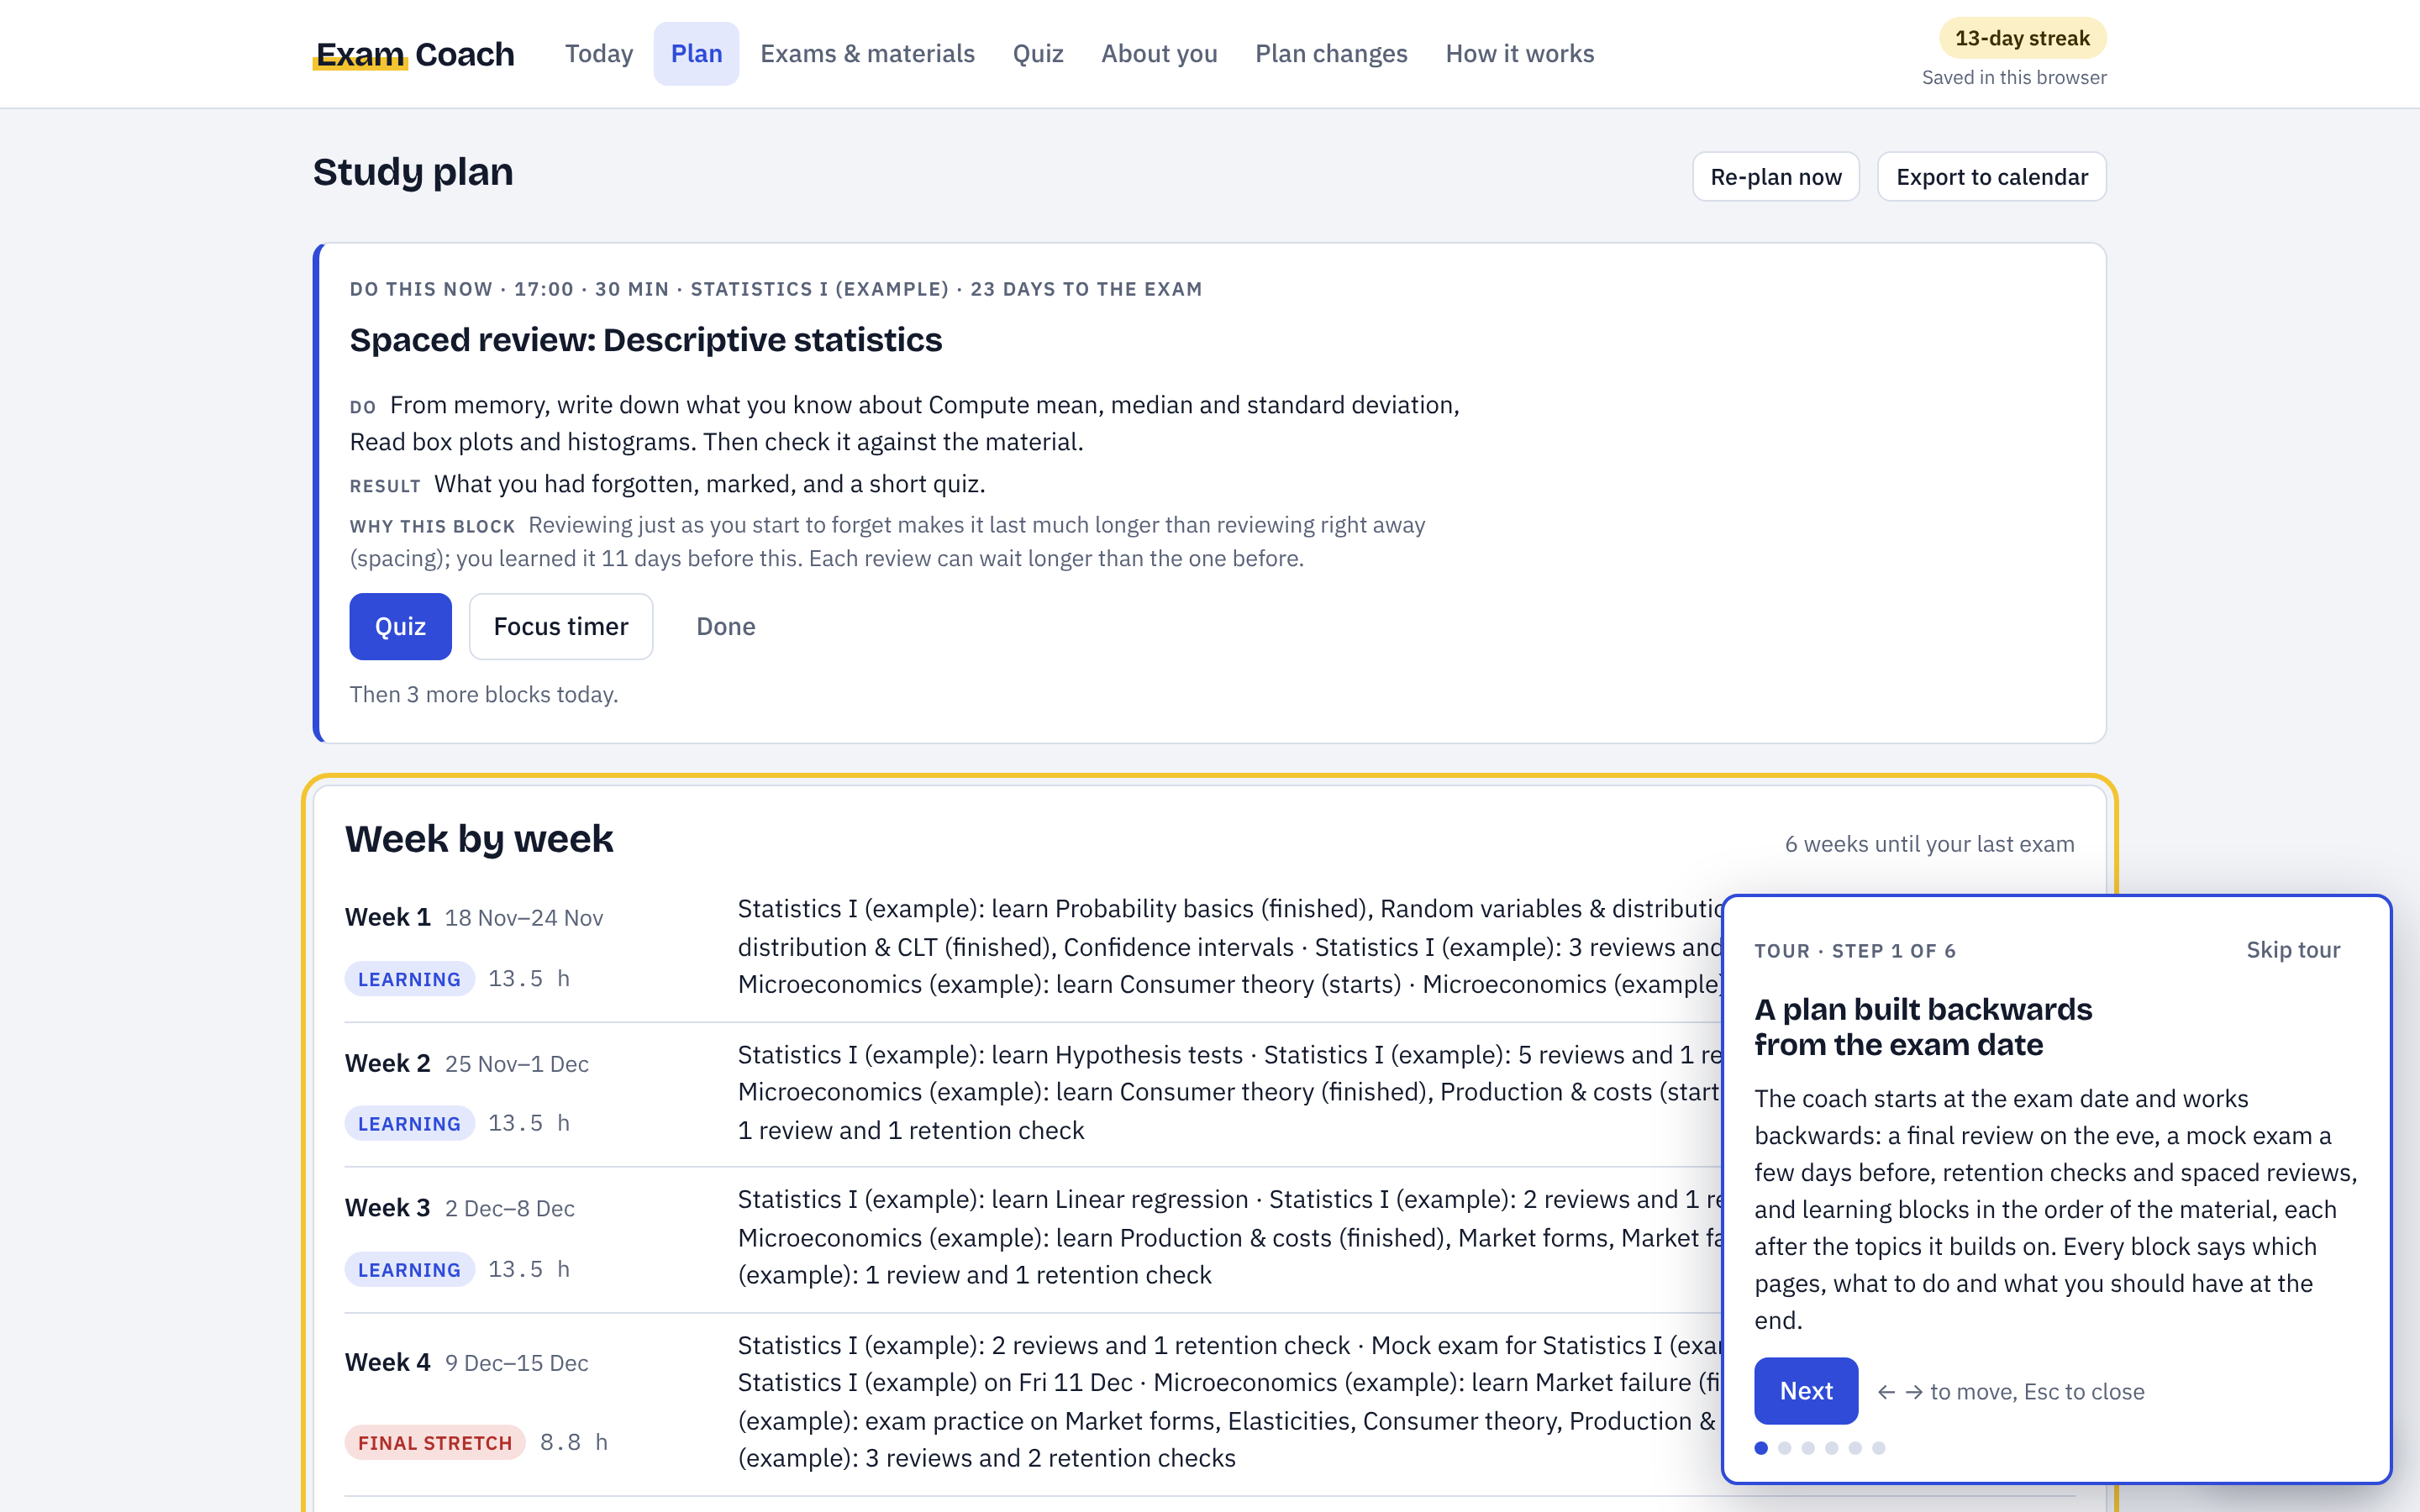 Exam Coach
Today
Plan
Exams & materials
Quiz
About you
Plan changes
How it works
13-day streak
Saved in this browser
Study plan
Re-plan now
Export to calendar
DO THIS NOW · 17:00 · 30 MIN · STATISTICS I (EXAMPLE) · 23 DAYS TO THE EXAM
Spaced review: Descriptive statistics
DO From memory, write down what you know about Compute mean, median and standard deviation,
Read box plots and histograms. Then check it against the material.
RESULT What you had forgotten, marked, and a short quiz.
WHY THIS BLOCK Reviewing just as you start to forget makes it last much longer than reviewing right away
(spacing); you learned it 11 days before this. Each review can wait longer than the one before.
Quiz
Focus timer
Done
Then 3 more blocks today.
Week by week
6 weeks until your last exam
Week 1 18 Nov–24 Nov
LEARNING 13.5 h
Statistics I (example): learn Probability basics (finished), Random variables &
distribution & CLT (finished), Confidence intervals · Statistics I (example): 3 reviews and
Microeconomics (example): learn Consumer theory (starts) · Microeconomics (example)
Week 2 25 Nov–1 Dec
LEARNING 13.5 h
Statistics I (example): learn Hypothesis tests · Statistics I (example): 5 reviews and 1
Microeconomics (example): learn Consumer theory (finished), Production & costs
1 review and 1 retention check
Week 3 2 Dec–8 Dec
LEARNING 13.5 h
Statistics I (example): learn Linear regression · Statistics I (example): 2 reviews and 1
Microeconomics (example): learn Production & costs (finished), Market forms, Market
(example): 1 review and 1 retention check
Week 4 9 Dec–15 Dec
FINAL STRETCH 8.8 h
Statistics I (example): 2 reviews and 1 retention check · Mock exam for Statistics I
Statistics I (example) on Fri 11 Dec · Microeconomics (example): learn Market failure
(example): exam practice on Market forms, Elasticities, Consumer theory, Production &
(example): 3 reviews and 2 retention checks
TOUR · STEP 1 OF 6
Skip tour
A plan built backwards
from the exam date
The coach starts at the exam date and works
backwards: a final review on the eve, a mock exam a
few days before, retention checks and spaced reviews,
and learning blocks in the order of the material, each
after the topics it builds on. Every block says which
pages, what to do and what you should have at the
end.
Next
← → to move, Esc to close